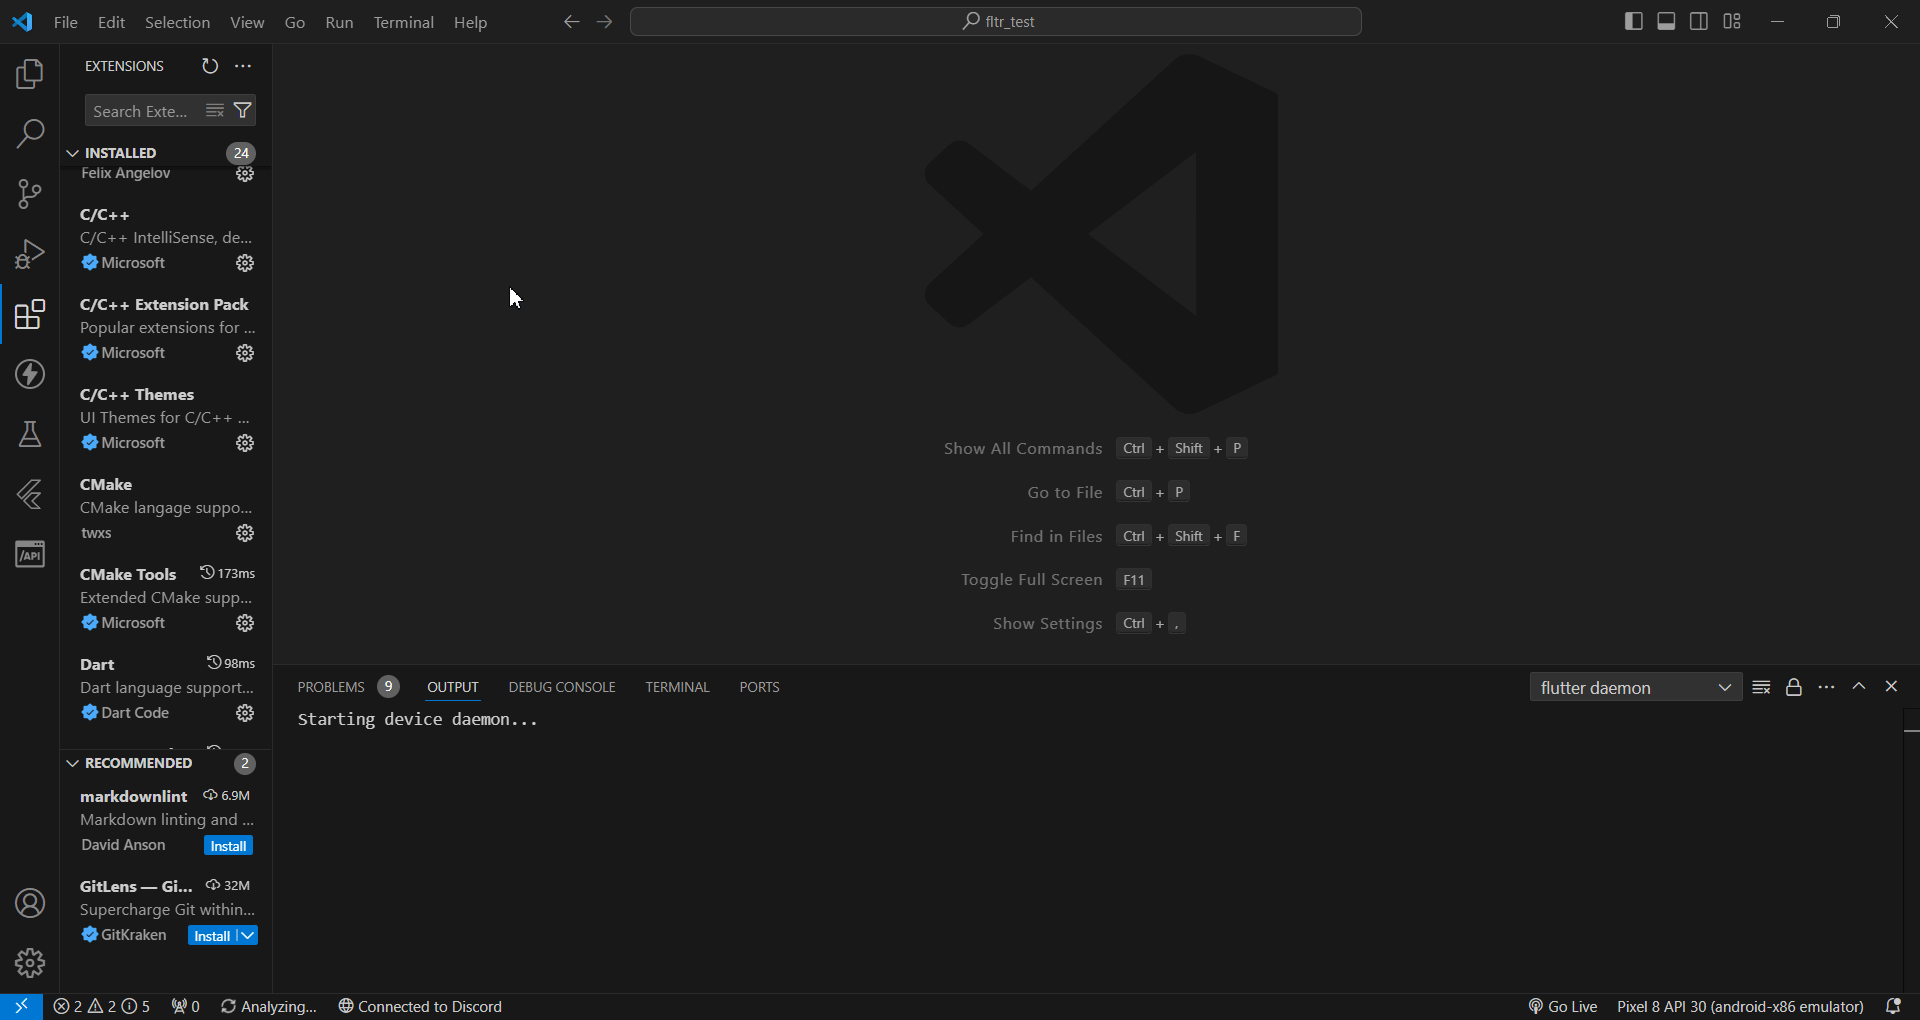 File Edit Selection View Go Run Terminal Help
fltr_test
EXTENSIONS
Search Exte...
INSTALLED 24
Felix Angelov
C/C++
C/C++ IntelliSense, de...
Microsoft
C/C++ Extension Pack
Popular extensions for ...
Microsoft
C/C++ Themes
UI Themes for C/C++ ...
Microsoft
CMake
CMake langage suppo...
twxs
CMake Tools 173ms
Extended CMake supp...
Microsoft
Dart 98ms
Dart language support...
Dart Code
RECOMMENDED 2
markdownlint 6.9M
Markdown linting and ...
David Anson Install
GitLens — Gi... 32M
Supercharge Git within...
GitKraken Install
/API
Show All Commands Ctrl + Shift + P
Go to File Ctrl + P
Find in Files Ctrl + Shift + F
Toggle Full Screen F11
Show Settings Ctrl + ,
PROBLEMS 9 OUTPUT DEBUG CONSOLE TERMINAL PORTS
flutter daemon
Starting device daemon...
2 2 5 0 Analyzing... Connected to Discord
Go Live Pixel 8 API 30 (android-x86 emulator)